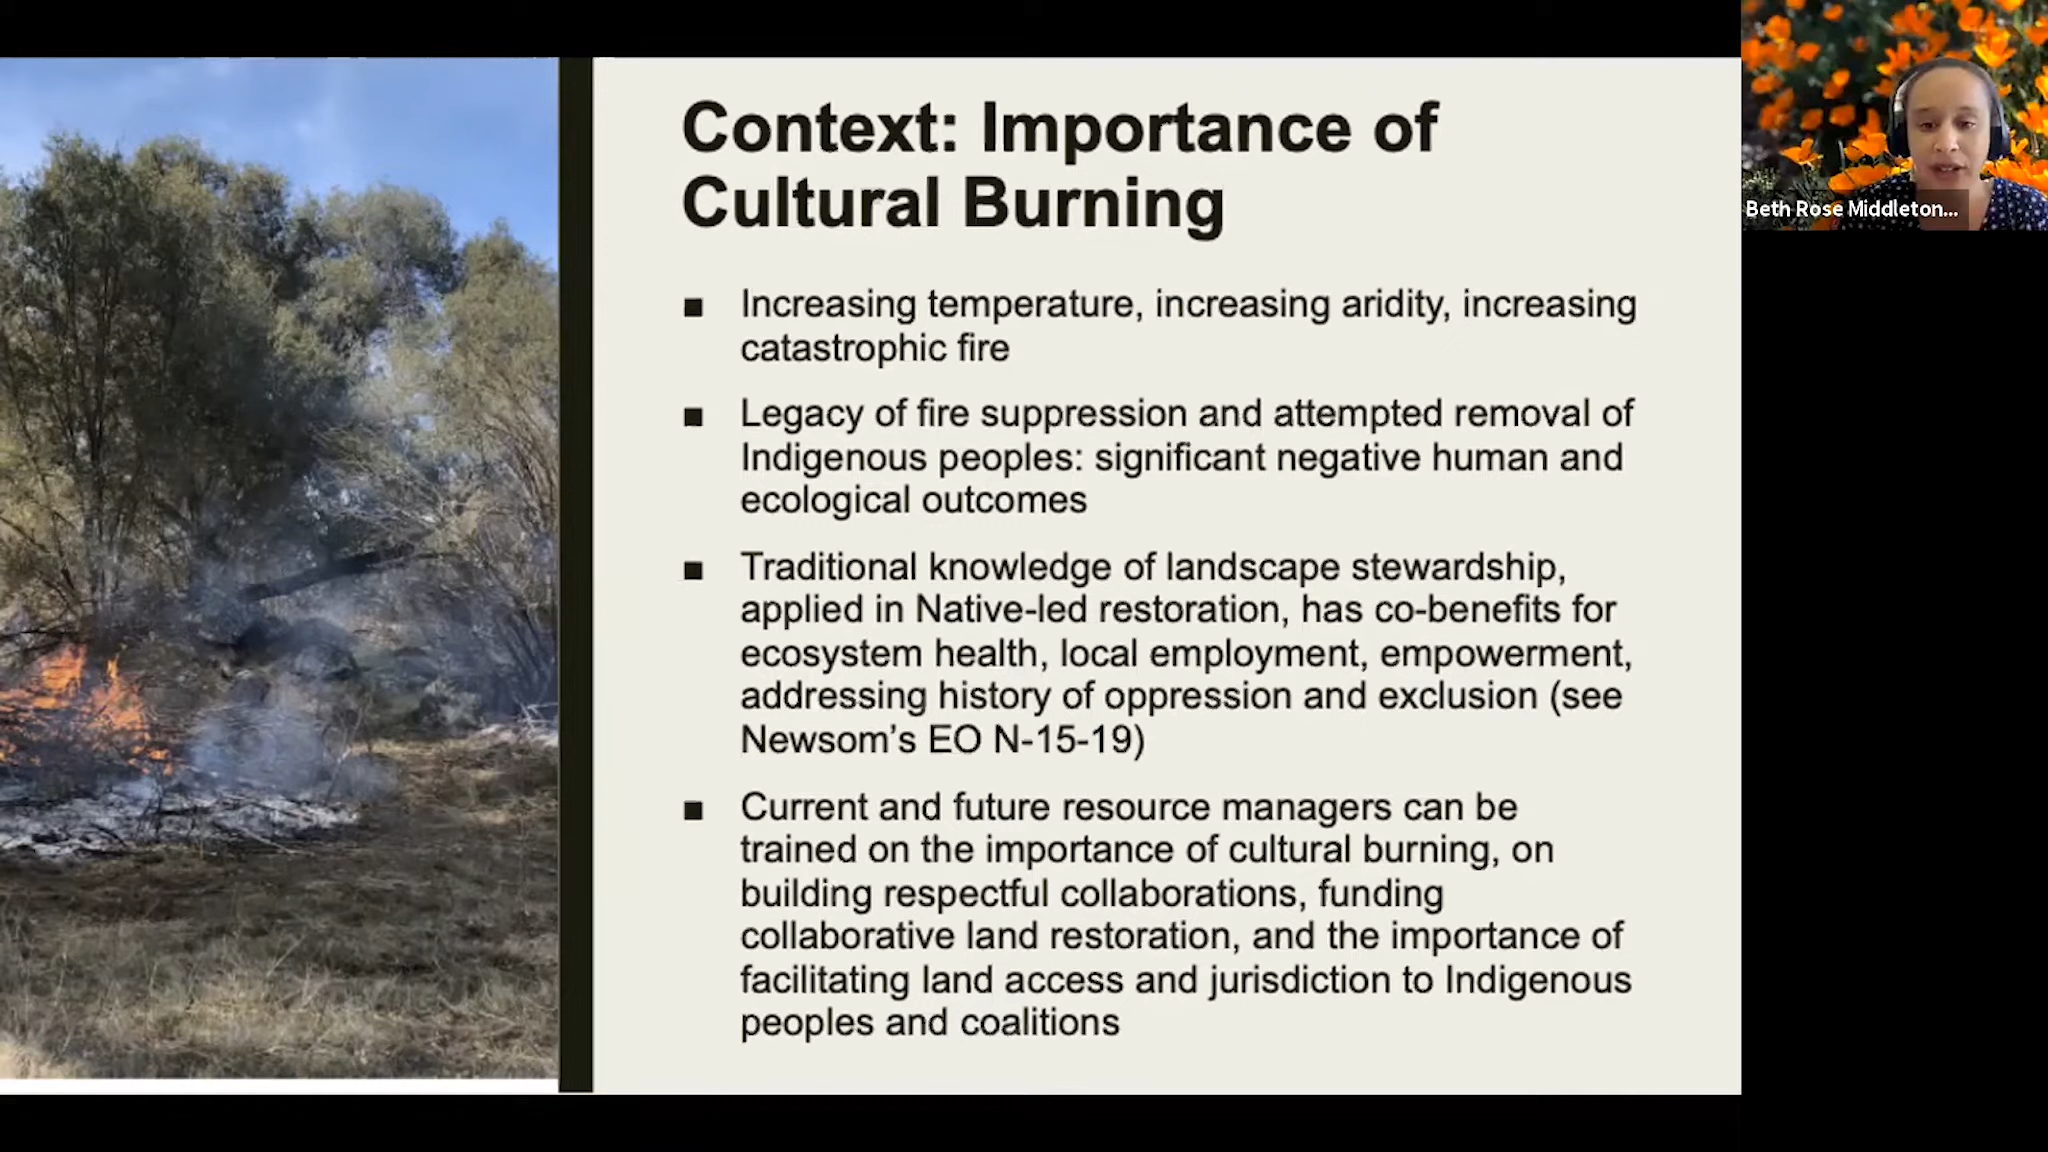 Context: Importance of
Cultural Burning
■ Increasing temperature, increasing aridity, increasing
catastrophic fire
■ Legacy of fire suppression and attempted removal of
Indigenous peoples: significant negative human and
ecological outcomes
■ Traditional knowledge of landscape stewardship,
applied in Native-led restoration, has co-benefits for
ecosystem health, local employment, empowerment,
addressing history of oppression and exclusion (see
Newsom’s EO N-15-19)
■ Current and future resource managers can be
trained on the importance of cultural burning, on
building respectful collaborations, funding
collaborative land restoration, and the importance of
facilitating land access and jurisdiction to Indigenous
peoples and coalitions
Beth Rose Middleton...